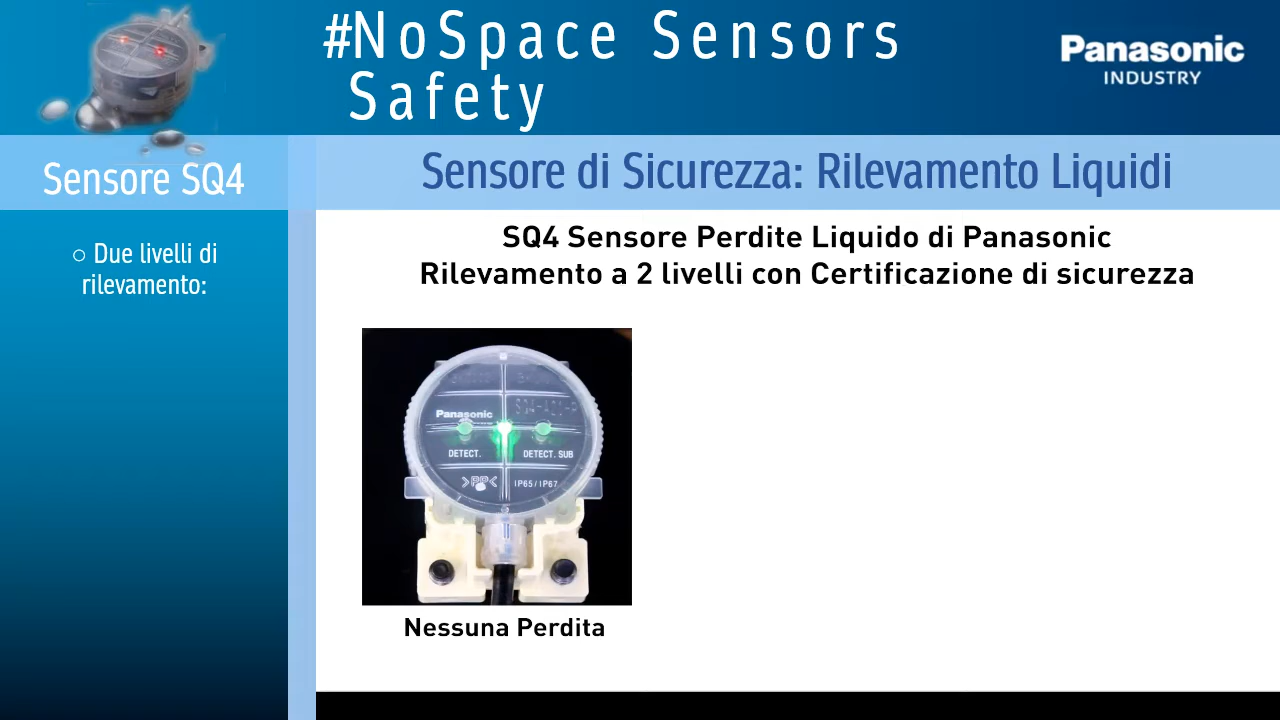 #NoSpace Sensors
Safety
Panasonic
INDUSTRY
Sensore SQ4
Sensore di Sicurezza: Rilevamento Liquidi
○ Due livelli di
rilevamento:
SQ4 Sensore Perdite Liquido di Panasonic
Rilevamento a 2 livelli con Certificazione di sicurezza
Panasonic
DETECT.
DETECT. SUB
>PP<
IP65/IP67
Nessuna Perdita